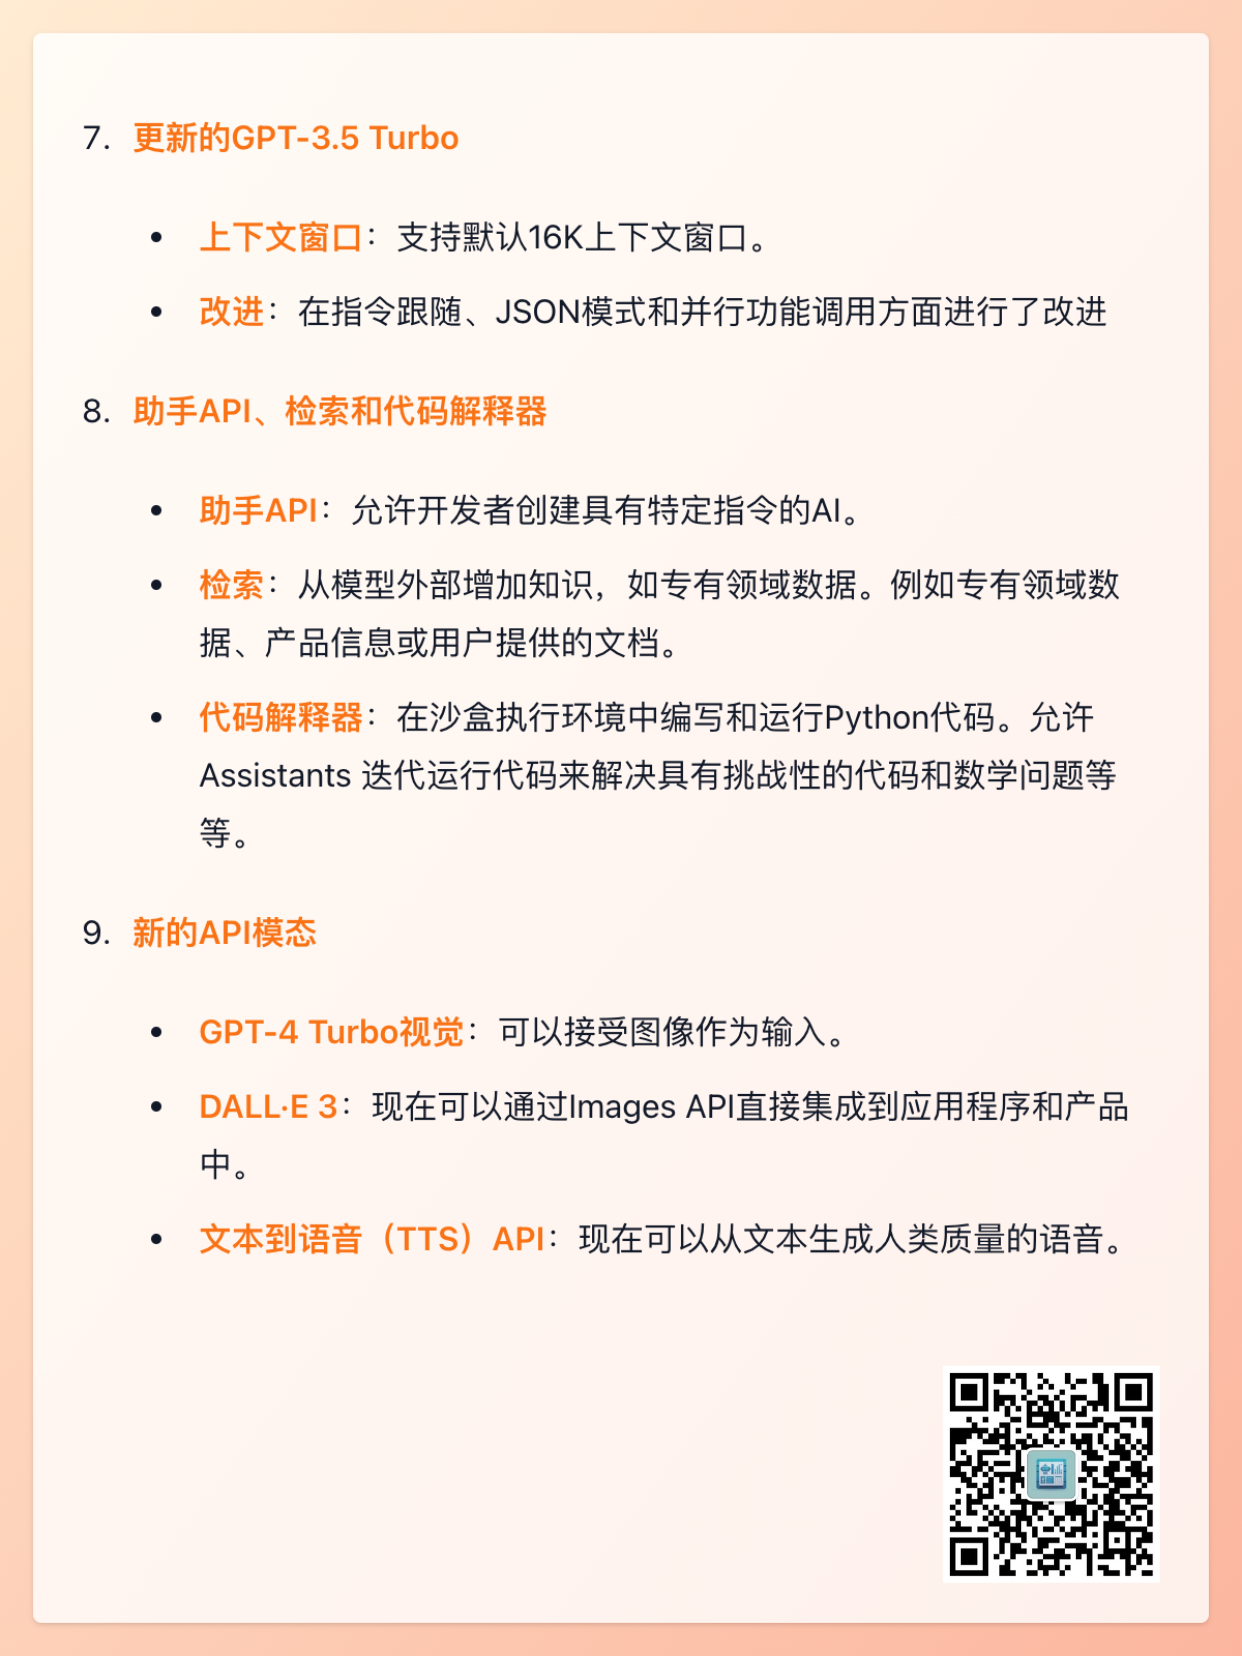 7. 更新的GPT-3.5 Turbo
• 上下文窗口：支持默认16K上下文窗口。
• 改进：在指令跟随、JSON模式和并行功能调用方面进行了改进
8. 助手API、检索和代码解释器
• 助手API：允许开发者创建具有特定指令的AI。
• 检索：从模型外部增加知识，如专有领域数据。例如专有领域数
据、产品信息或用户提供的文档。
• 代码解释器：在沙盒执行环境中编写和运行Python代码。允许
Assistants 迭代运行代码来解决具有挑战性的代码和数学问题等
等。
9. 新的API模态
• GPT-4 Turbo视觉：可以接受图像作为输入。
• DALL·E 3：现在可以通过Images API直接集成到应用程序和产品
中。
• 文本到语音（TTS）API：现在可以从文本生成人类质量的语音。